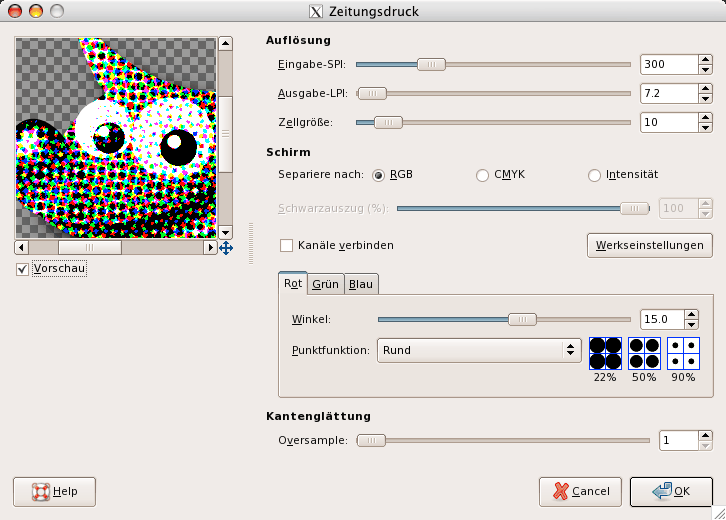 Zeitungsdruck
Auflösung
Eingabe-SPI: 300
Ausgabe-LPI: 7.2
Zellgröße: 10
Schirm
Separiere nach: RGB CMYK Intensität
Schwarzauszug (%): 100
Kanäle verbinden Werkseinstellungen
Vorschau
Rot Grün Blau
Winkel: 15.0
Punktfunktion: Rund
22% 50% 90%
Kantenglättung
Oversample: 1
Help Cancel OK